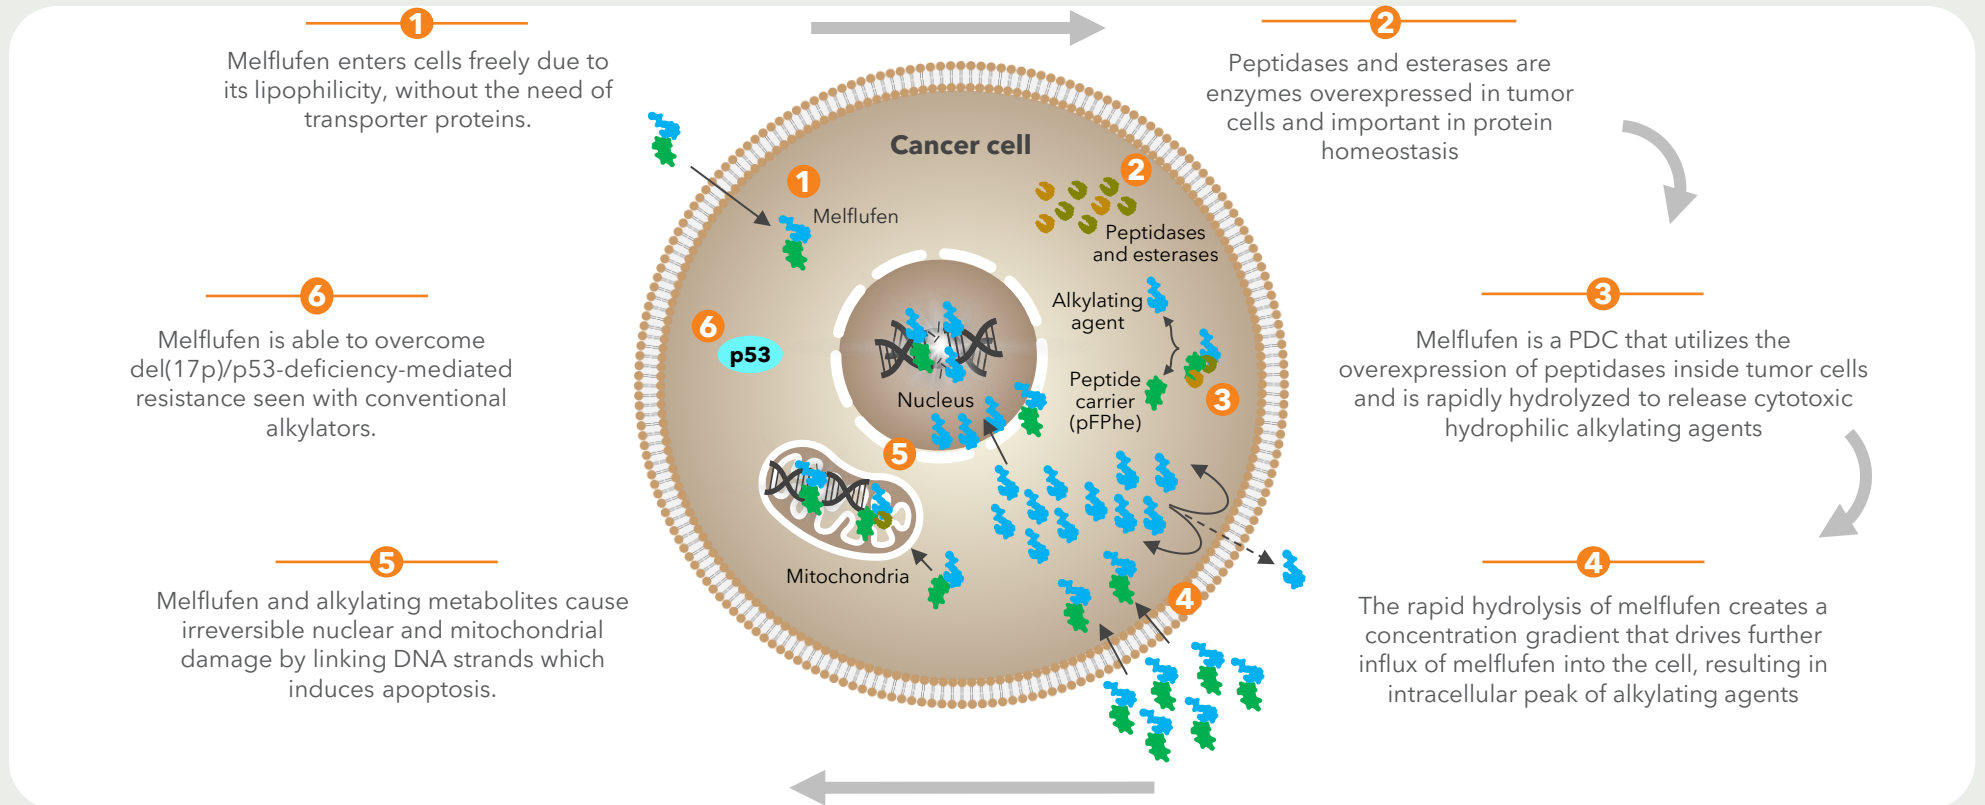 1
Melflufen enters cells freely due to
its lipophilicity, without the need of
transporter proteins.
2
Peptidases and esterases are
enzymes overexpressed in tumor
cells and important in protein
homeostasis
3
Melflufen is a PDC that utilizes the
overexpression of peptidases inside tumor cells
and is rapidly hydrolyzed to release cytotoxic
hydrophilic alkylating agents
4
The rapid hydrolysis of melflufen creates a
concentration gradient that drives further
influx of melflufen into the cell, resulting in
intracellular peak of alkylating agents
5
Melflufen and alkylating metabolites cause
irreversible nuclear and mitochondrial
damage by linking DNA strands which
induces apoptosis.
6
Melflufen is able to overcome
del(17p)/p53-deficiency-mediated
resistance seen with conventional
alkylators.
Cancer cell
1
Melflufen
2
Peptidases
and esterases
Alkylating
agent
Peptide
carrier
(pFPhe)
3
6
p53
Nucleus
5
Mitochondria
4